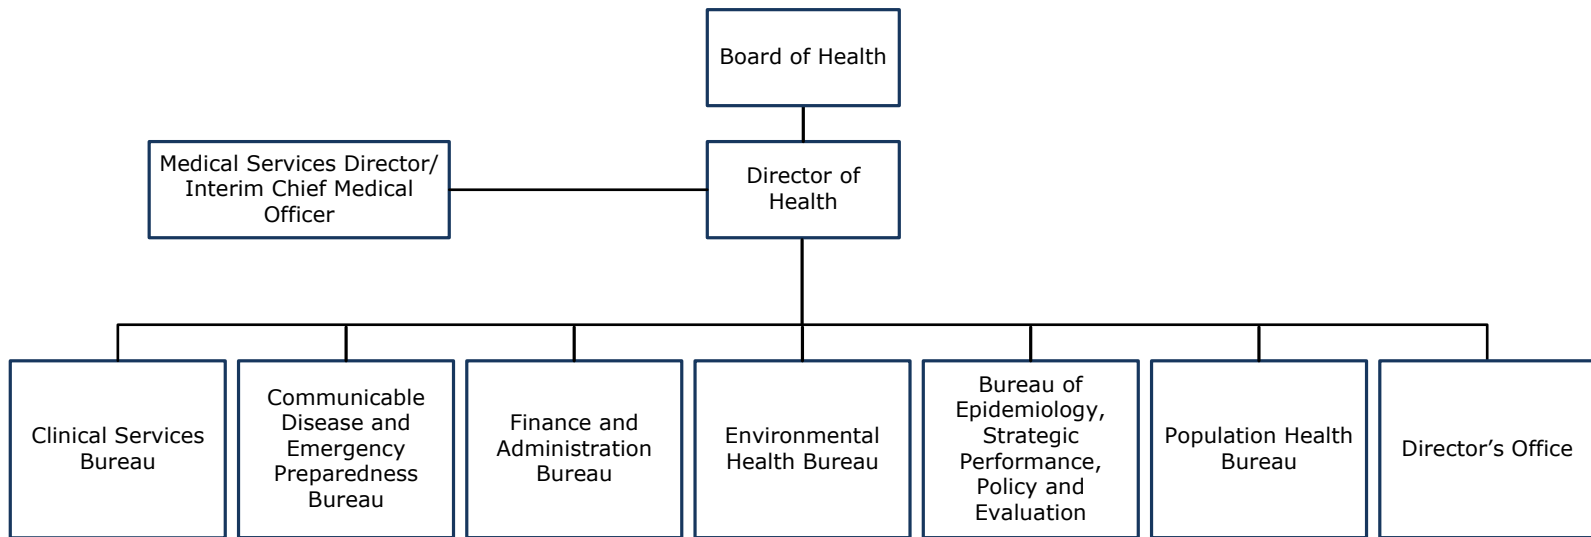 Board of Health
Medical Services Director/
Interim Chief Medical
Officer
Director of
Health
Clinical Services
Bureau
Communicable
Disease and
Emergency
Preparedness
Bureau
Finance and
Administration
Bureau
Environmental
Health Bureau
Bureau of
Epidemiology,
Strategic
Performance,
Policy and
Evaluation
Population Health
Bureau
Director’s Office